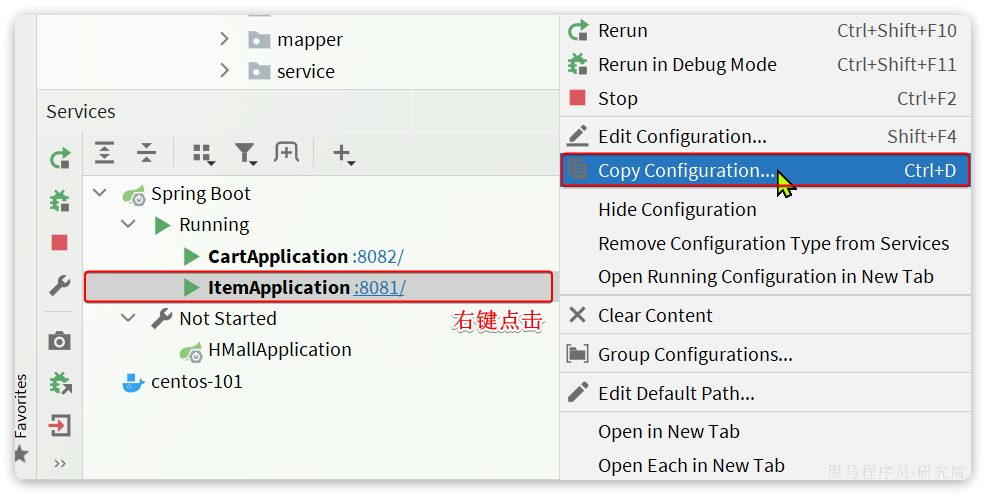 mapper
service
Services
Spring Boot
Running
CartApplication :8082/
ItemApplication :8081/
右键点击
Not Started
HMallApplication
centos-101
Favorites
Rerun Ctrl+Shift+F10
Rerun in Debug Mode Ctrl+Shift+F11
Stop Ctrl+F2
Edit Configuration... Shift+F4
Copy Configuration... Ctrl+D
Hide Configuration
Remove Configuration Type from Services
Open Running Configuration in New Tab
Clear Content
Group Configurations...
Edit Default Path...
Open in New Tab
Open Each in New Tab
黑马程序员-研究院